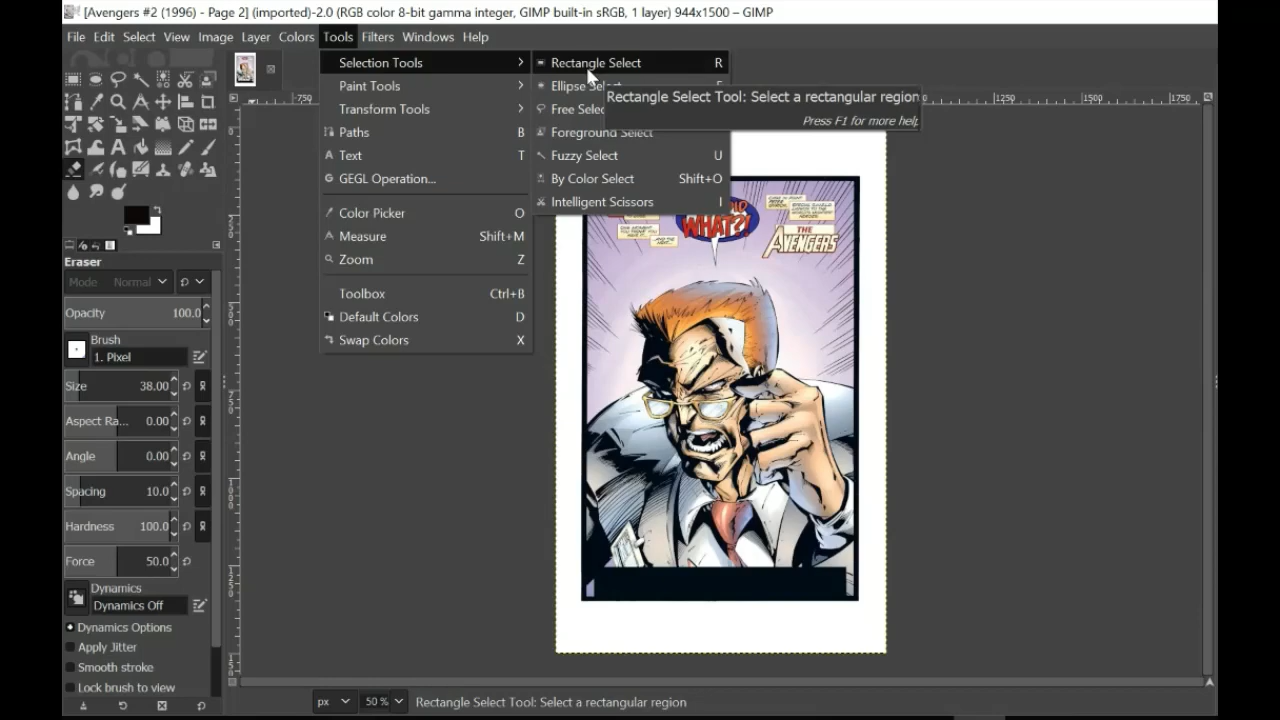 [Avengers #2 (1996) - Page 2] (imported)-2.0 (RGB color 8-bit gamma integer, GIMP built-in sRGB, 1 layer) 944x1500 – GIMP
File Edit Select View Image Layer Colors Tools Filters Windows Help
Selection Tools
Paint Tools
Transform Tools
Paths B
Text T
GEGL Operation...
Color Picker O
Measure Shift+M
Zoom Z
Toolbox Ctrl+B
Default Colors D
Swap Colors X
Rectangle Select R
Ellipse Select
Free Selec
Foreground Select
Fuzzy Select U
By Color Select Shift+O
Intelligent Scissors I
Rectangle Select Tool: Select a rectangular region
Press F1 for more help
-750
1250
1500
1750
WHAT?!
THE
AVENGERS
Eraser
Mode Normal
Opacity 100.0
Brush
1. Pixel
Size 38.00
Aspect Ra... 0.00
Angle 0.00
Spacing 10.0
Hardness 100.0
Force 50.0
Dynamics
Dynamics Off
Dynamics Options
Apply Jitter
Smooth stroke
Lock brush to view
px 50 % Rectangle Select Tool: Select a rectangular region